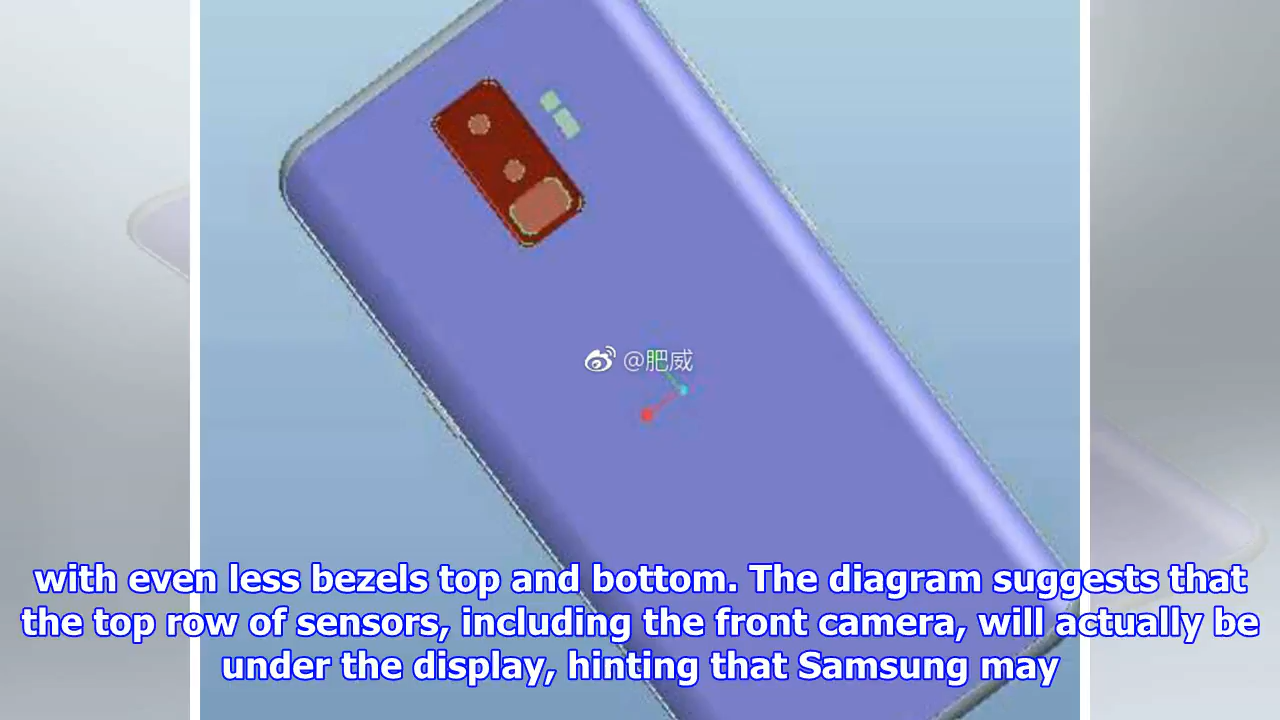 @肥威
with even less bezels top and bottom. The diagram suggests that
the top row of sensors, including the front camera, will actually be
under the display, hinting that Samsung may